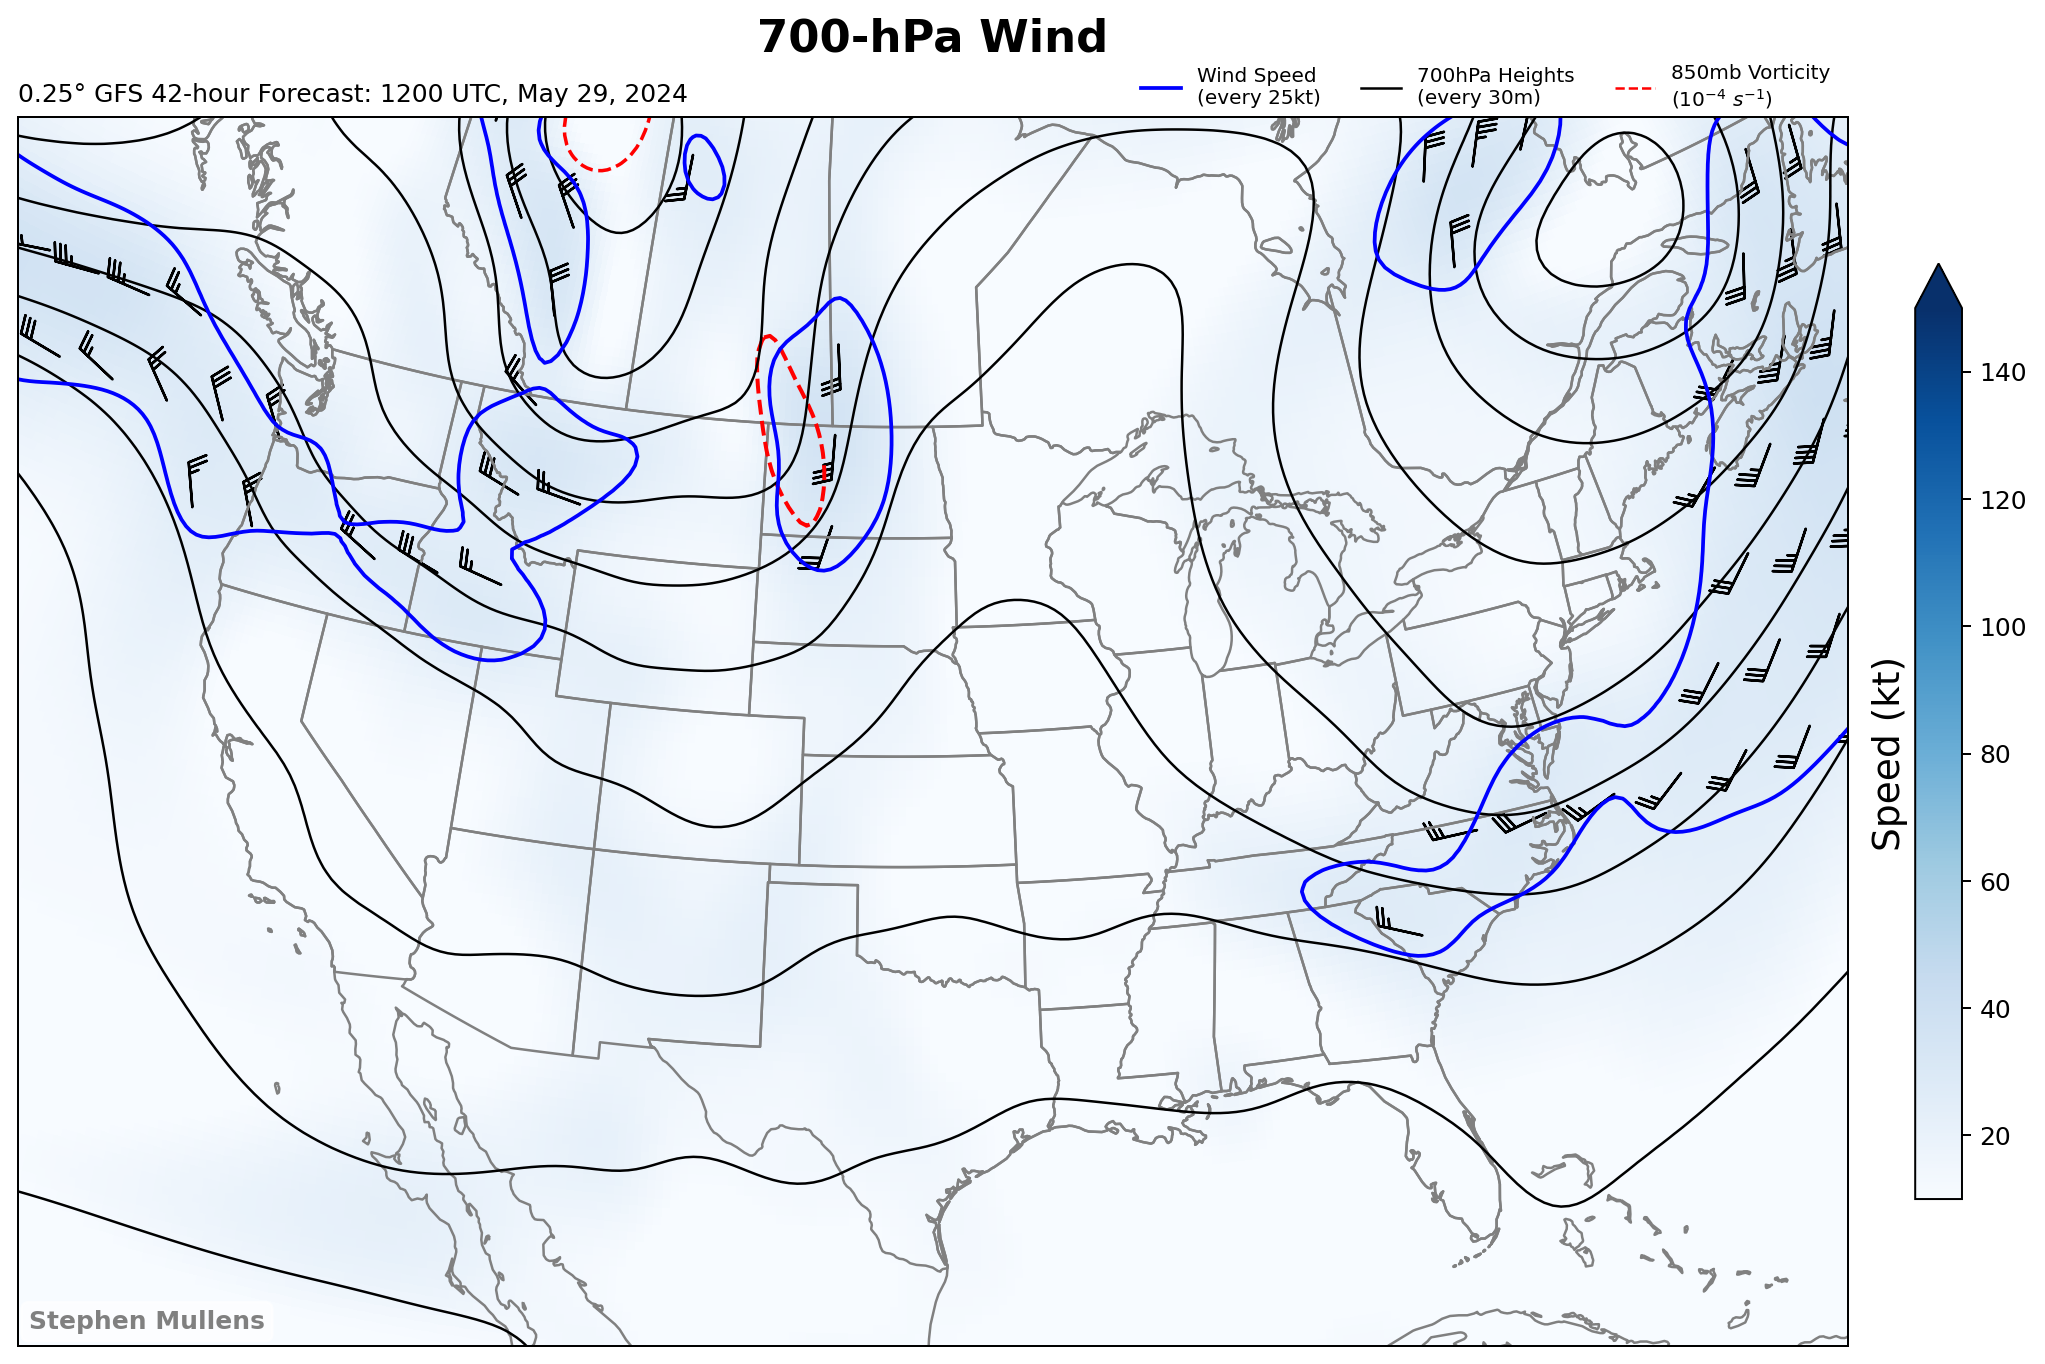 700-hPa Wind
0.25° GFS 42-hour Forecast: 1200 UTC, May 29, 2024
Wind Speed
(every 25kt)
700hPa Heights
(every 30m)
850mb Vorticity
(10⁻⁴ s⁻¹)
140
120
100
80
60
40
20
Speed (kt)
Stephen Mullens